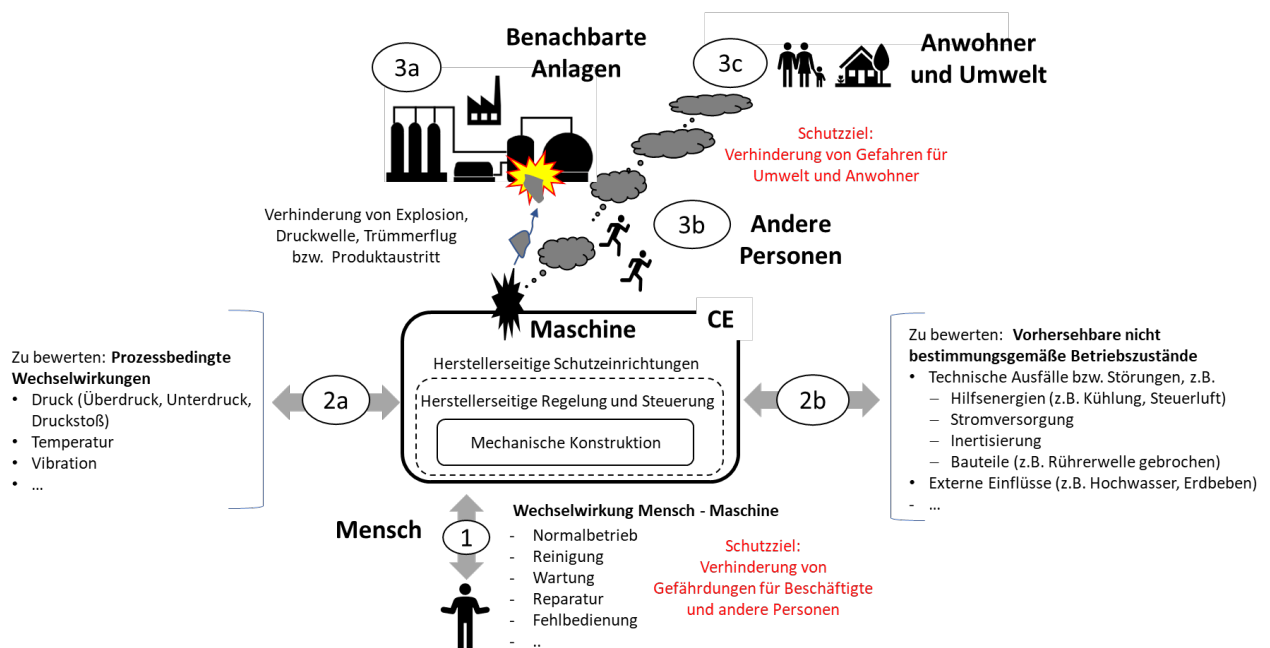 3a
Benachbarte
Anlagen
3c
Anwohner
und Umwelt
Schutzziel:
Verhinderung von Gefahren für
Umwelt und Anwohner
Verhinderung von Explosion,
Druckwelle, Trümmerflug
bzw. Produktaustritt
3b
Andere
Personen
Maschine
CE
Herstellerseitige Schutzeinrichtungen
Herstellerseitige Regelung und Steuerung
Mechanische Konstruktion
Zu bewerten: Prozessbedingte
Wechselwirkungen
• Druck (Überdruck, Unterdruck,
Druckstoß)
• Temperatur
• Vibration
• ...
2a
2b
Zu bewerten: Vorhersehbare nicht
bestimmungsgemäße Betriebszustände
• Technische Ausfälle bzw. Störungen, z.B.
– Hilfsenergien (z.B. Kühlung, Steuerluft)
– Stromversorgung
– Inertisierung
– Bauteile (z.B. Rührerwelle gebrochen)
• Externe Einflüsse (z.B. Hochwasser, Erdbeben)
- ...
Mensch
1
Wechselwirkung Mensch - Maschine
- Normalbetrieb
- Reinigung
- Wartung
- Reparatur
- Fehlbedienung
- ..
Schutzziel:
Verhinderung von
Gefährdungen für Beschäftigte
und andere Personen